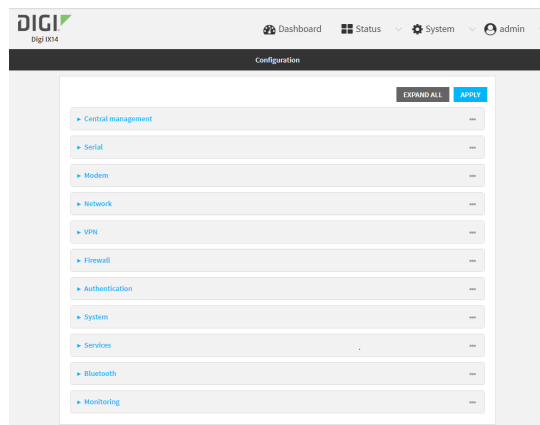 DIGI
Digi IX14
Dashboard Status System admin
Configuration
EXPAND ALL APPLY
Central management
Serial
Modem
Network
VPN
Firewall
Authentication
System
Services
Bluetooth
Monitoring